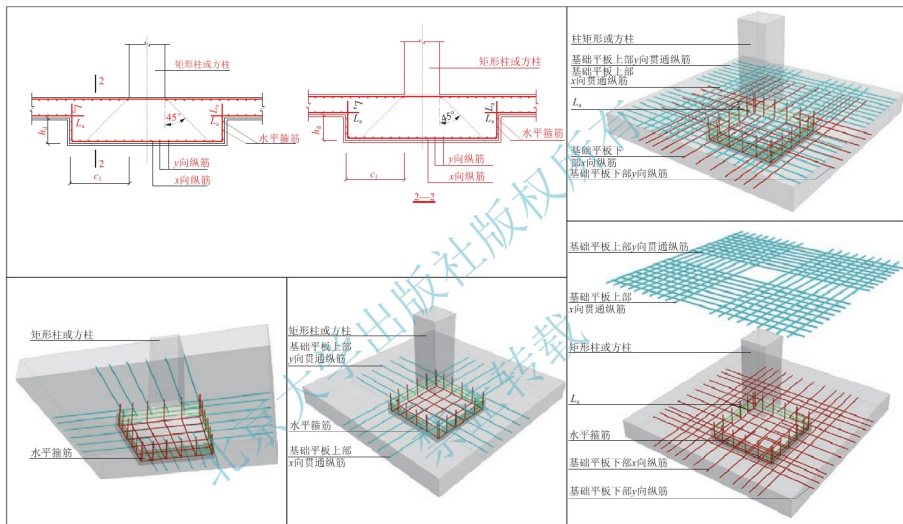 2
矩形柱或方柱
Lₐ
Lₐ
45°
Lₐ
Lₐ
水平箍筋
y向纵筋
x向纵筋
c₁
2
矩形柱或方柱
Lₐ
Lₐ
45°
Lₐ
Lₐ
水平箍筋
y向纵筋
x向纵筋
c₁
2—2
柱矩形或方柱
基础平板上部y向贯通纵筋
基础平板上部
x向贯通纵筋
Lₐ
基础平板下
部x向纵筋
基础平板下部y向纵筋
矩形柱或方柱
水平箍筋
矩形柱或方柱
基础平板上部
y向贯通纵筋
水平箍筋
基础平板上部
x向贯通纵筋
基础平板上部y向贯通纵筋
基础平板上部
x向贯通纵筋
矩形柱或方柱
Lₐ
水平箍筋
基础平板下部x向纵筋
基础平板下部y向纵筋
北京大学出版社版权所有
禁止转载